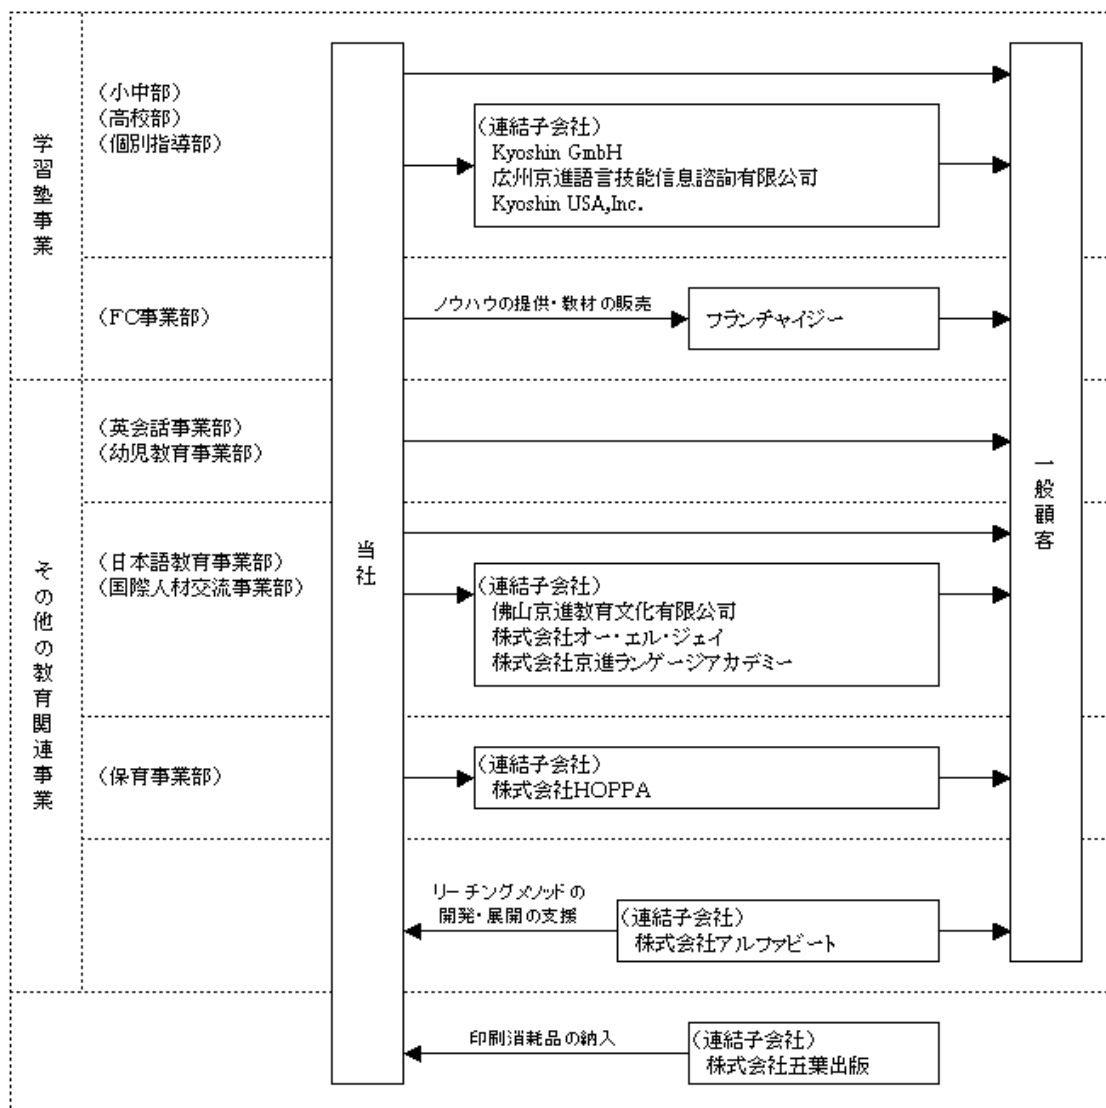 学習塾事業
(小中部)
(高校部)
(個別指導部)
(連結子会社)
Kyoshin GmbH
広州京進語言技能信息諮詢有限公司
Kyoshin USA,Inc.
(FC事業部)
ノウハウの提供・教材の販売
フランチャイジー
その他の教育関連事業
(英会話事業部)
(幼児教育事業部)
当社
一般顧客
(日本語教育事業部)
(国際人材交流事業部)
(連結子会社)
佛山京進教育文化有限公司
株式会社オー・エル・ジェイ
株式会社京進ランゲージアカデミー
(保育事業部)
(連結子会社)
株式会社HOPPA
リーチングメソッドの
開発・展開の支援
(連結子会社)
株式会社アルファビート
印刷消耗品の納入
(連結子会社)
株式会社五葉出版